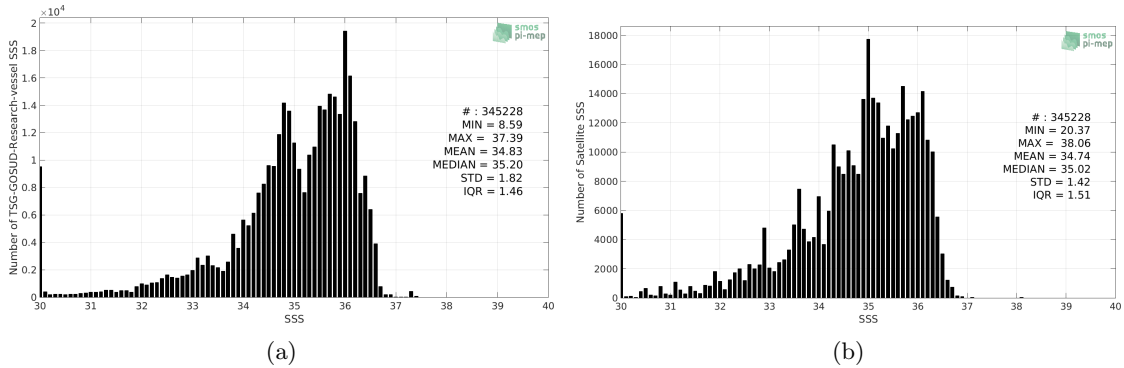 ×10^4
2
1.8
1.6
1.4
1.2
1
0.8
0.6
0.4
0.2
0
Number of TSG-GOSUD-Research-vessel SSS
smos
pi-mep
# : 345228
MIN = 8.59
MAX = 37.39
MEAN = 34.83
MEDIAN = 35.20
STD = 1.82
IQR = 1.46
30 31 32 33 34 35 36 37 38 39 40
SSS
(a)
18000
16000
14000
12000
10000
8000
6000
4000
2000
0
Number of Satellite SSS
smos
pi-mep
# : 345228
MIN = 20.37
MAX = 38.06
MEAN = 34.74
MEDIAN = 35.02
STD = 1.42
IQR = 1.51
30 31 32 33 34 35 36 37 38 39 40
SSS
(b)